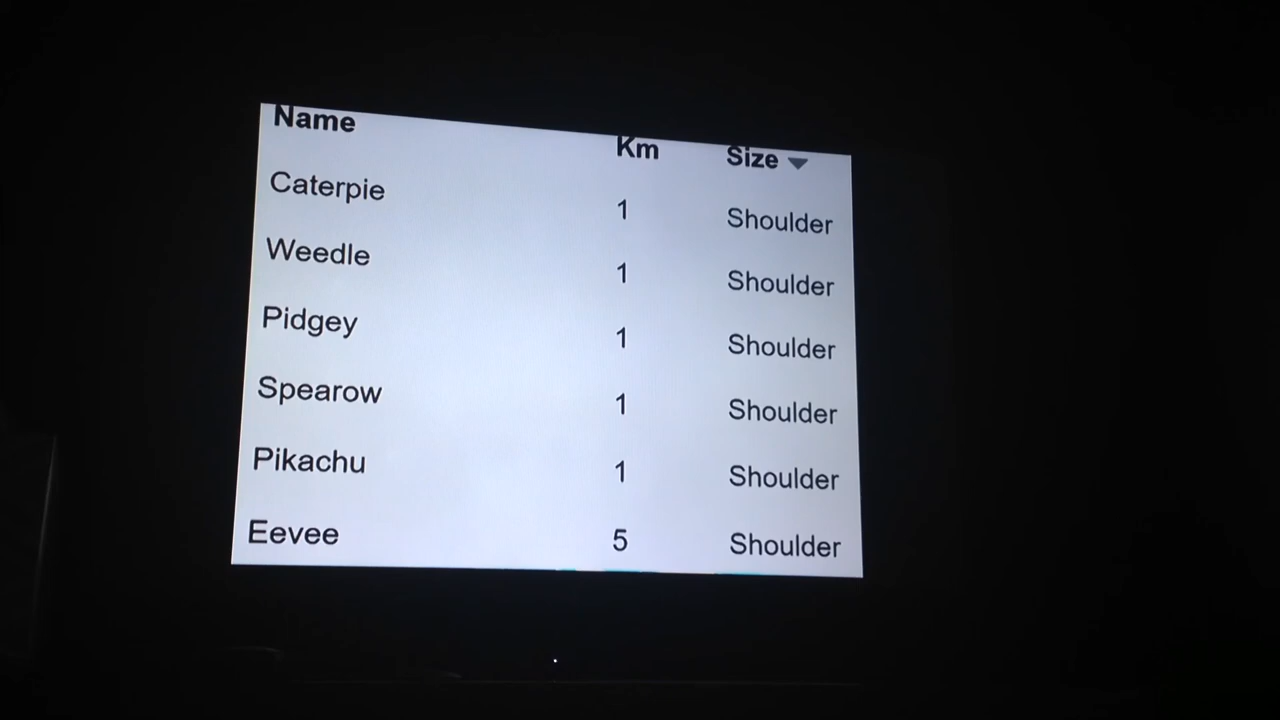 Name Km Size
Caterpie 1 Shoulder
Weedle 1 Shoulder
Pidgey 1 Shoulder
Spearow 1 Shoulder
Pikachu 1 Shoulder
Eevee 5 Shoulder